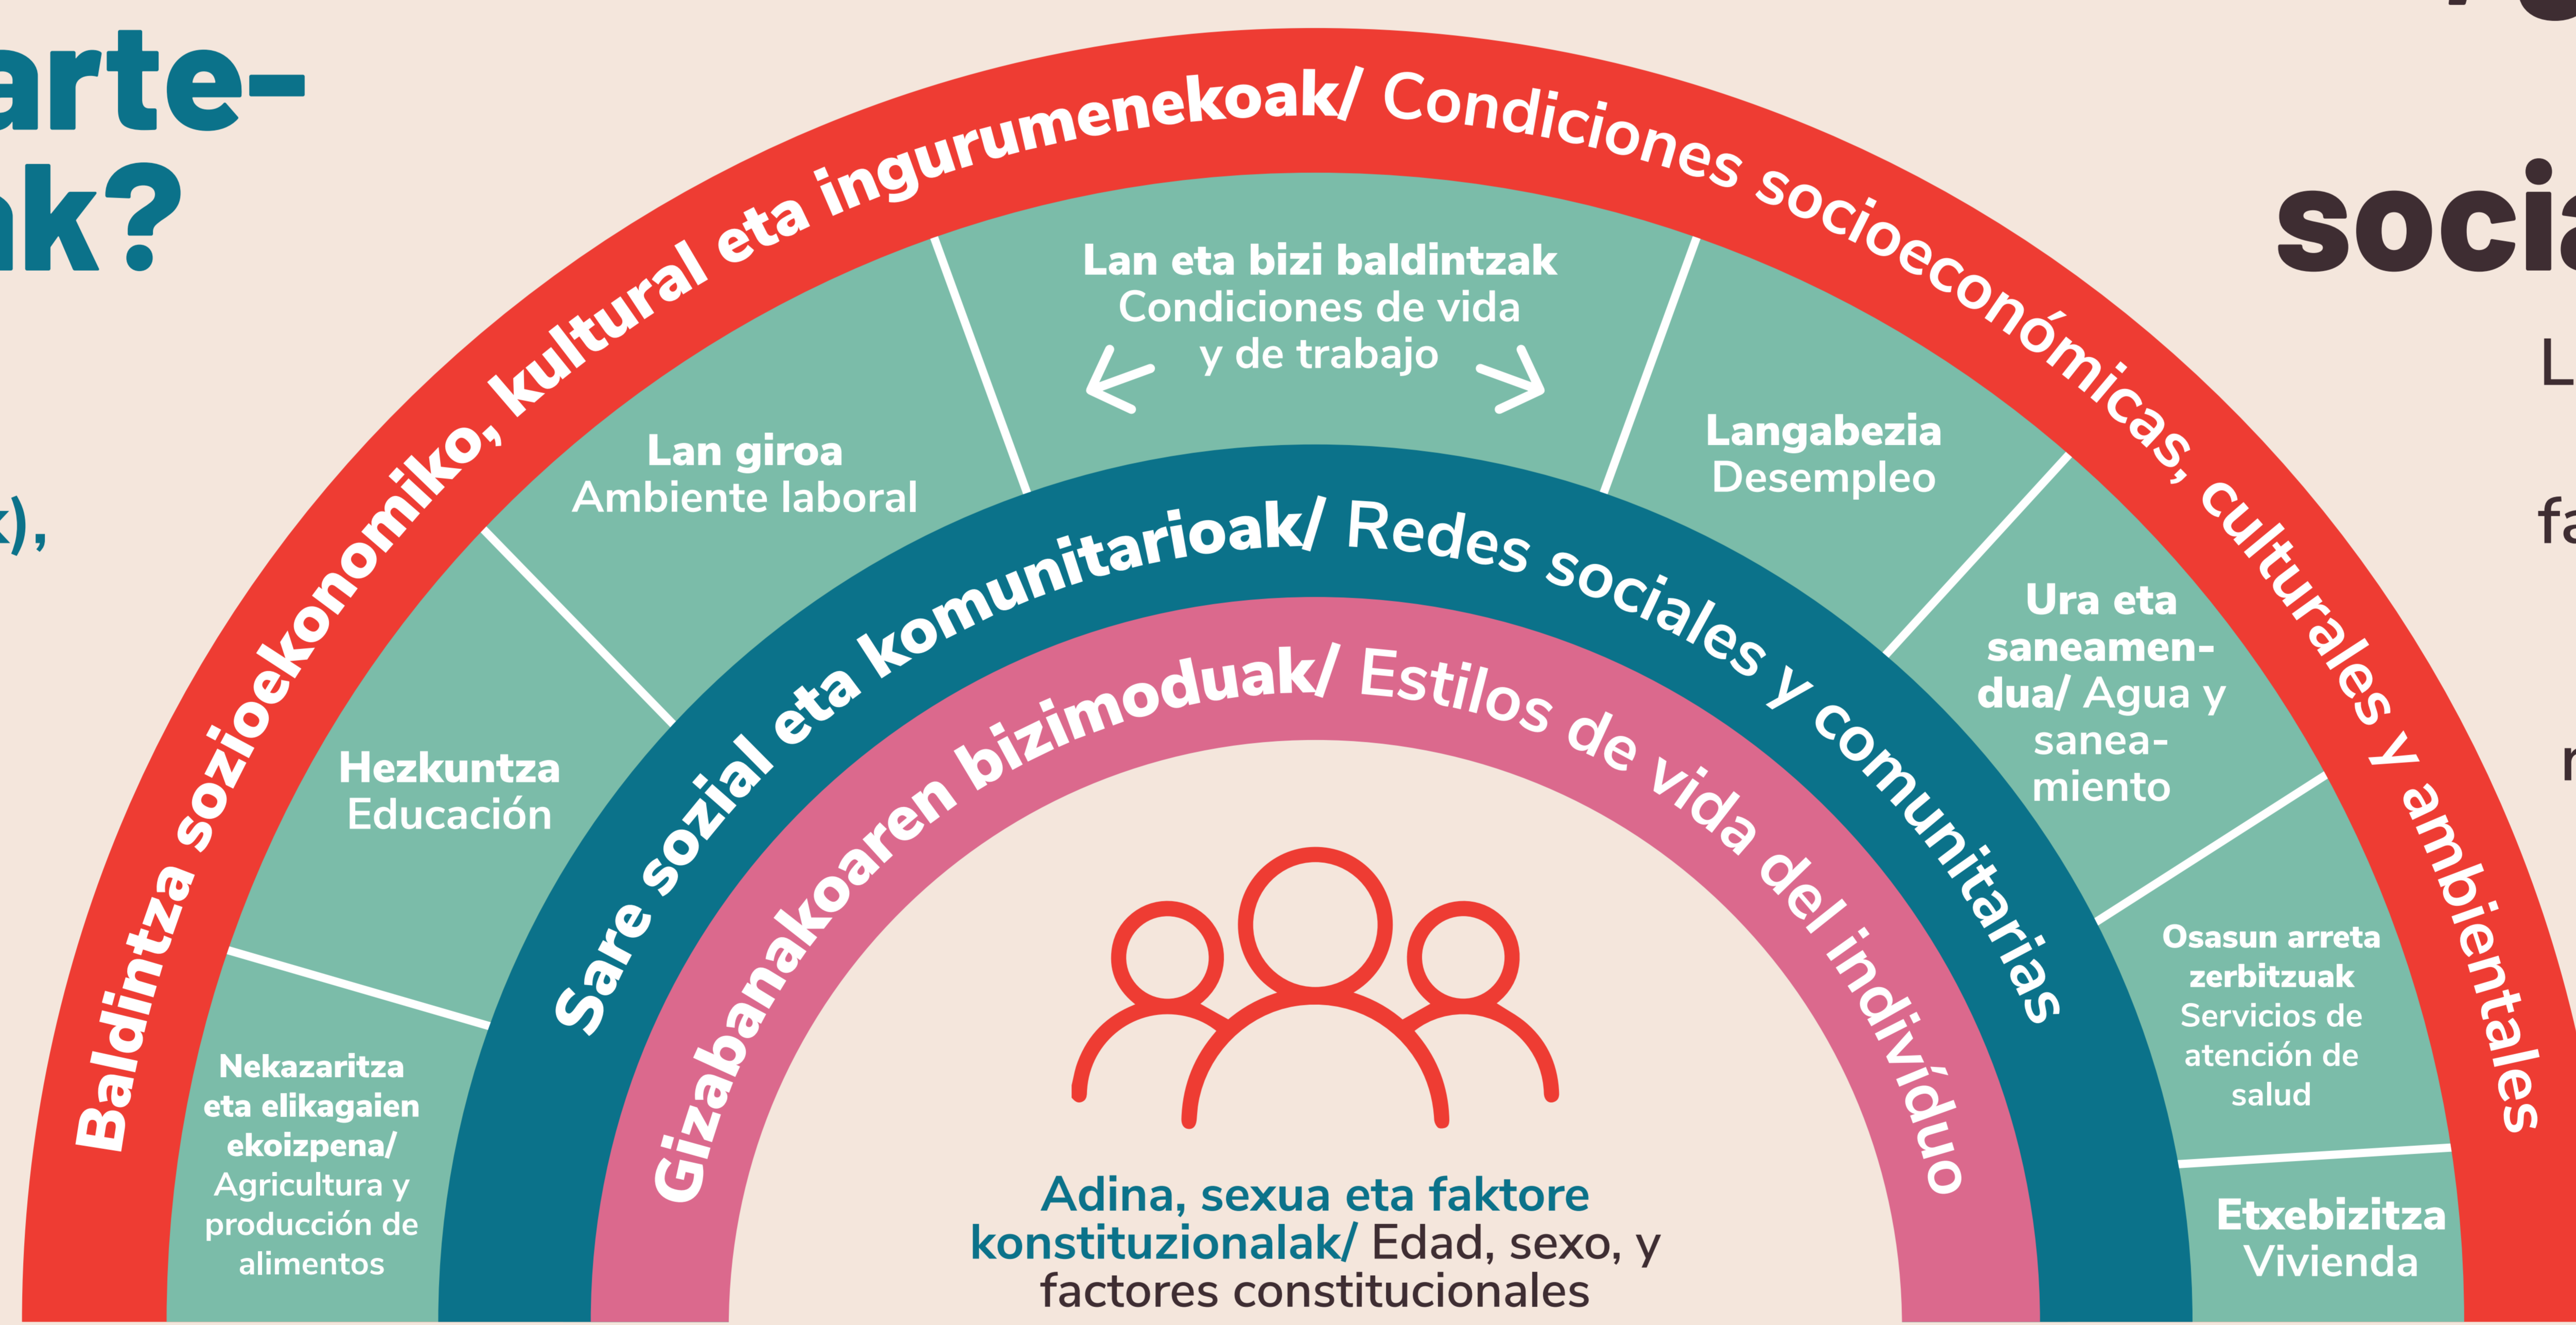 arte-
ak?
k),
socia
L
fa
r
Baldintza sozioekonomiko, kultural eta ingurumenekoak/ Condiciones socioeconómicas, culturales y ambientales
Lan eta bizi baldintzak
Condiciones de vida
y de trabajo
Lan giroa
Ambiente laboral
Langabezia
Desempleo
Hezkuntza
Educación
Ura eta
saneamen-
dua/ Agua y
sanea-
miento
Nekazaritza
eta elikagaien
ekoizpena/
Agricultura y
producción de
alimentos
Osasun arreta
zerbitzuak
Servicios de
atención de
salud
Etxebizitza
Vivienda
Sare sozial eta komunitarioak/ Redes sociales y comunitarias
Gizabanakoaren bizimoduak/ Estilos de vida del indivíduo
Adina, sexua eta faktore
konstituzionalak/ Edad, sexo, y
factores constitucionales